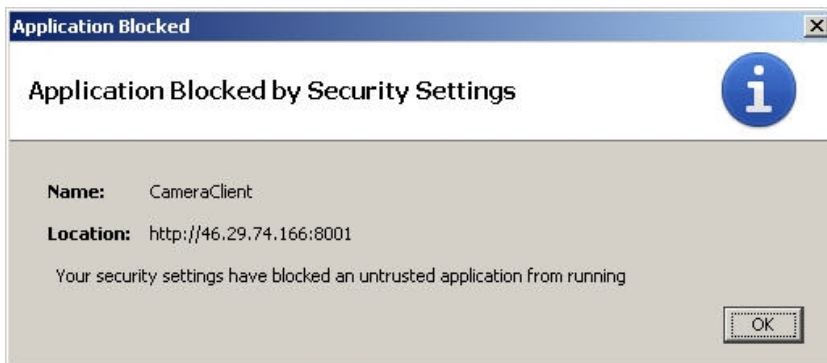 Application Blocked
Application Blocked by Security Settings
Name: CameraClient
Location: http://46.29.74.166:8001
Your security settings have blocked an untrusted application from running
OK